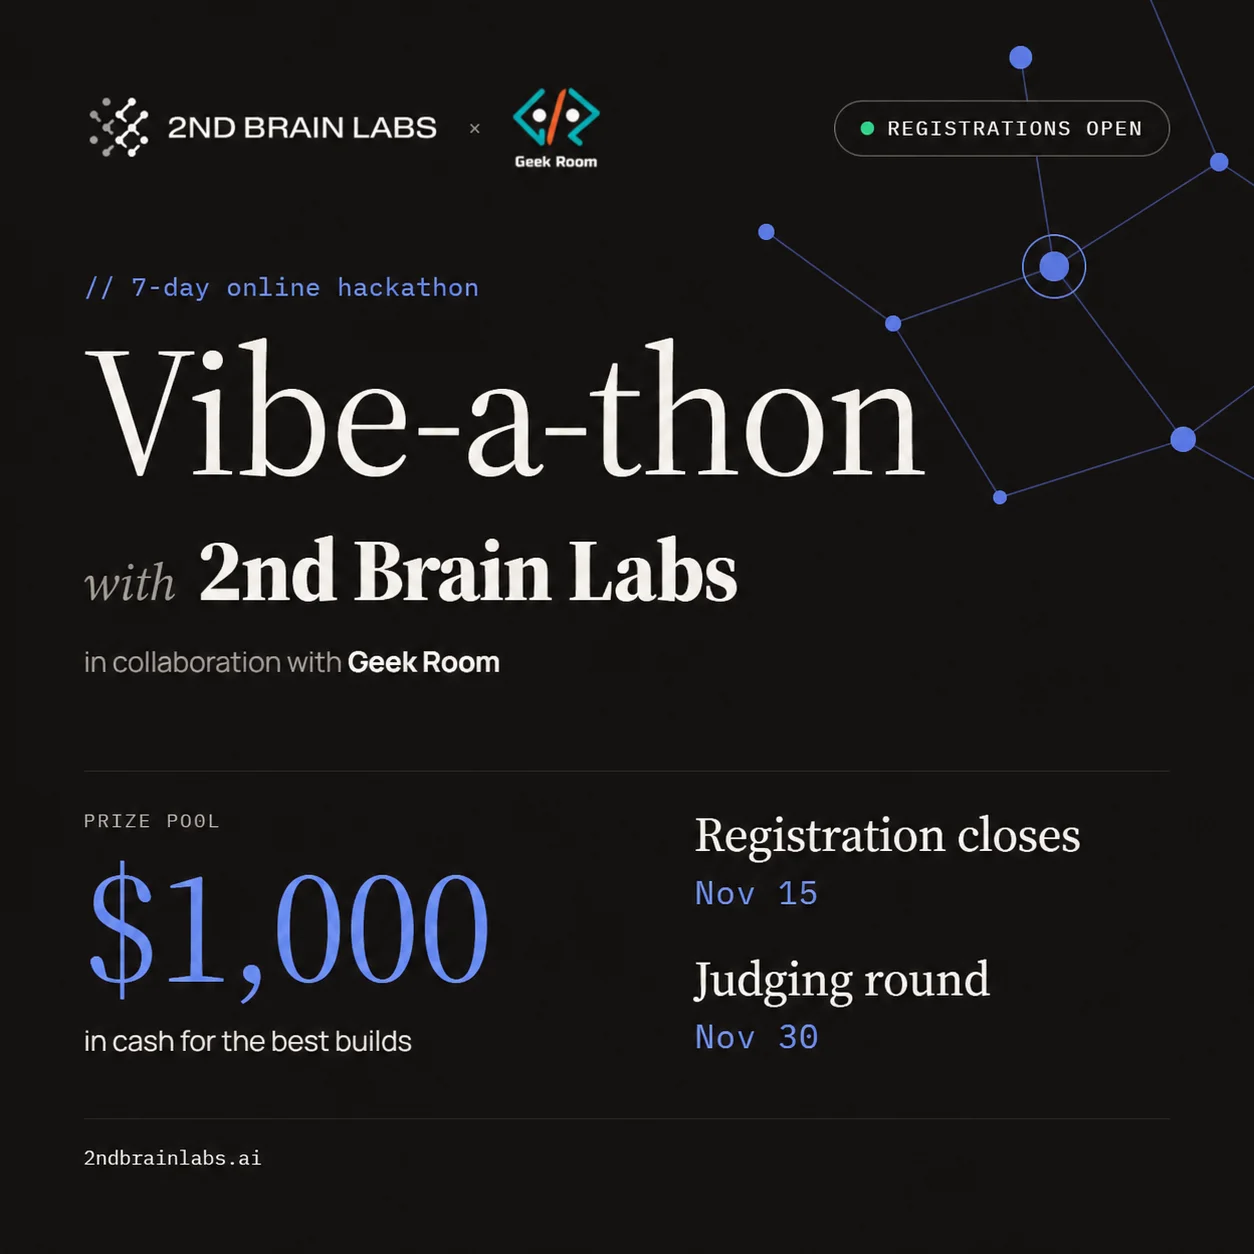 2ND BRAIN LABS × Geek Room
REGISTRATIONS OPEN
// 7-day online hackathon
Vibe-a-thon
with 2nd Brain Labs
in collaboration with Geek Room
PRIZE POOL
$1,000
in cash for the best builds
Registration closes
Nov 15
Judging round
Nov 30
2ndbrainlabs.ai